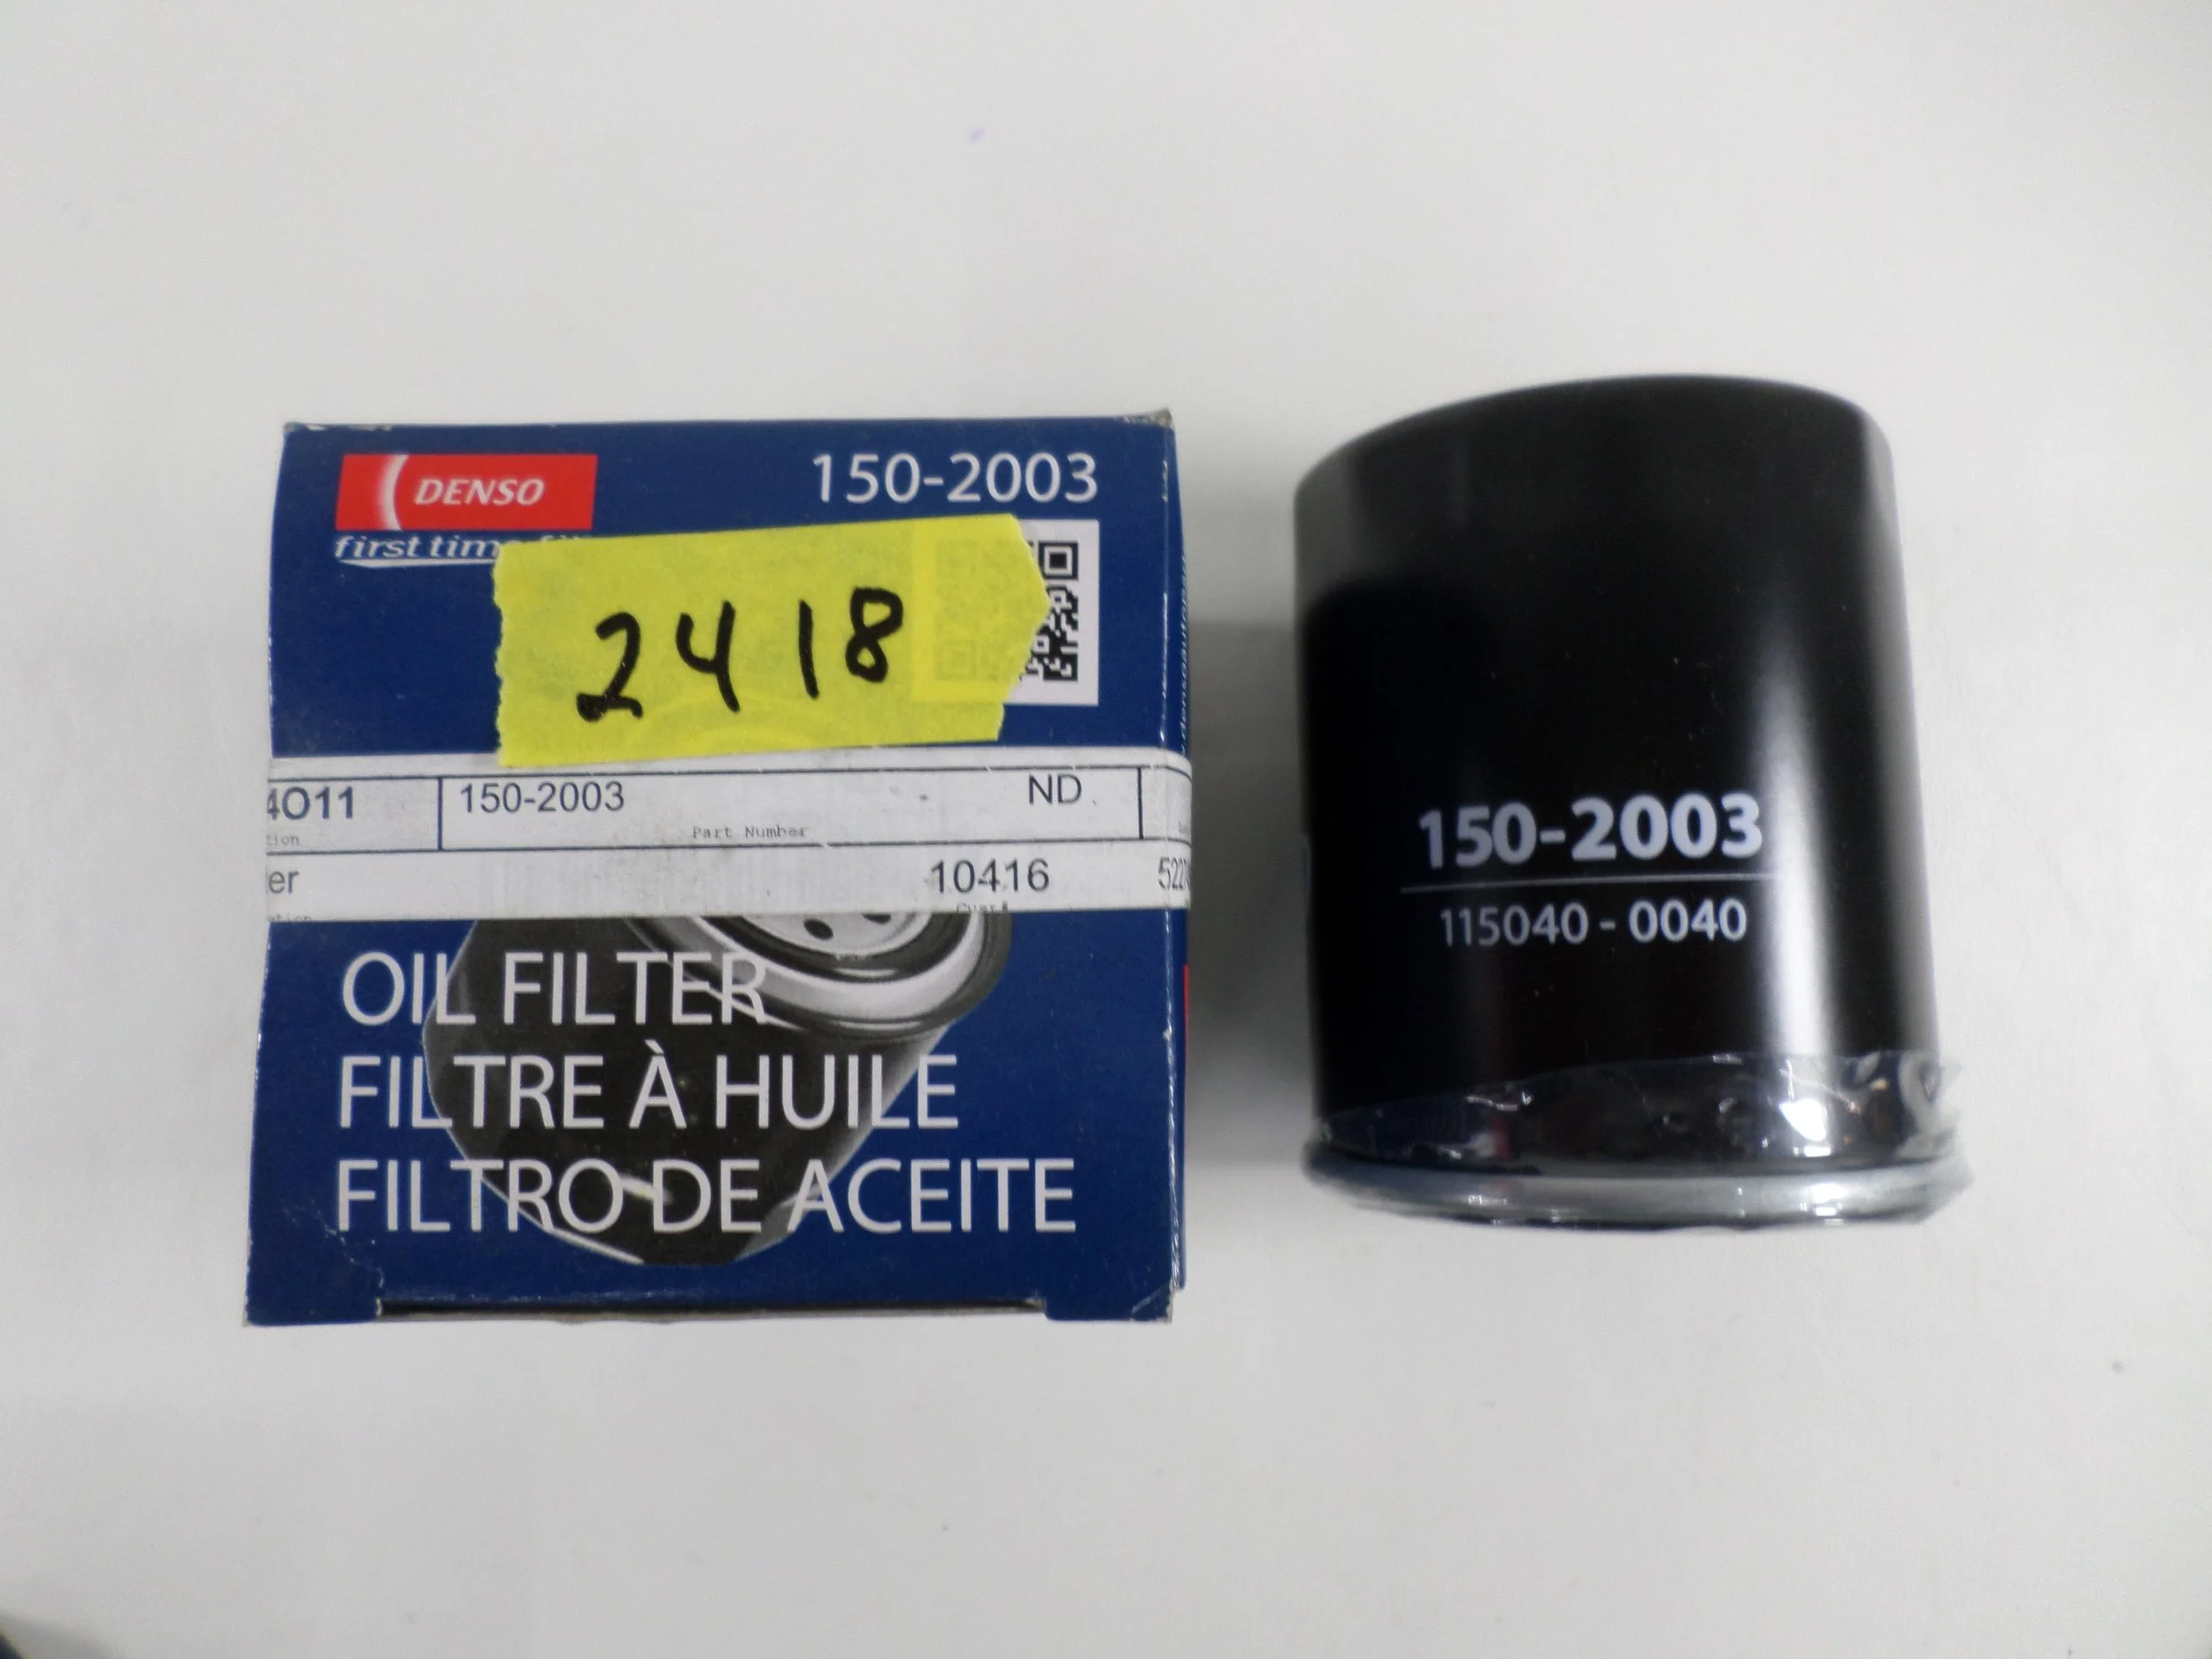 DENSO
150-2003
first time
2418
4011
150-2003
ND
Part Number
er
10416
OIL FILTER
FILTRE À HUILE
FILTRO DE ACEITE
150-2003
115040-0040